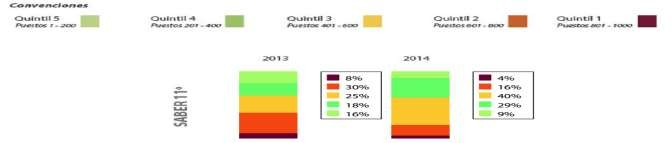 Convenciones
Quintil 5 Quintil 4 Quintil 3 Quintil 2 Quintil 1
Puestos 1 - 200 Puestos 201 - 400 Puestos 401 - 600 Puestos 601 - 800 Puestos 801 - 1000
2013 2014
SABER 11º
8% 4%
30% 16%
25% 40%
18% 29%
16% 9%